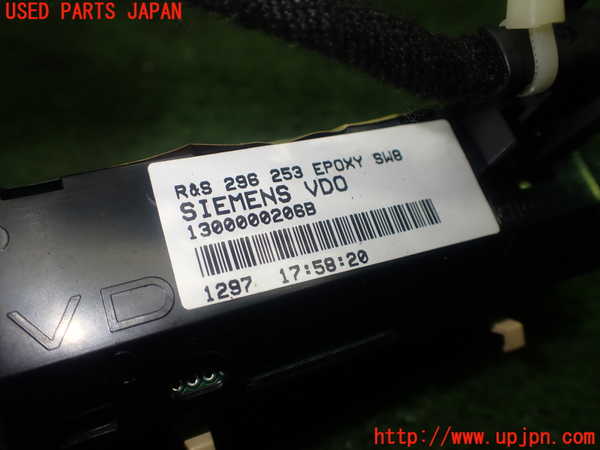 USED PARTS JAPAN
R&S 296 253 EPOXY SW8
SIEMENS VDO
1300000206B
1297 17:58:20
VD
http://www.upjpn.com/